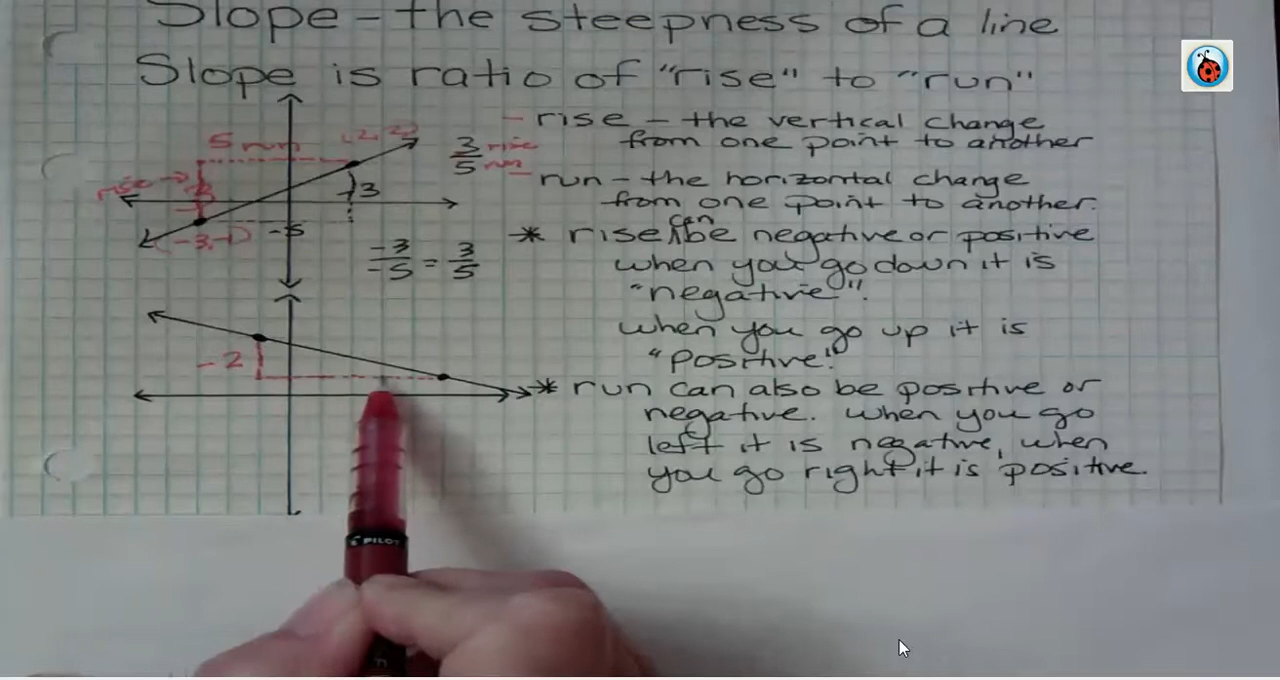 Slope - the steepness of a line
Slope is ratio of "rise" to "run"
- rise - the vertical change
from one point to another
run - the horizontal change
from one point to another.
* rise can be negative or positive
when you go down it is
"negative".
when you go up it is
"positive".
* run can also be positive or
negative. when you go
left it is negative, when
you go right it is positive.
5 run
(2,2)
3 rise
5 run
rise
3
+3
(-3,-1)
-5
-3/-5 = 3/5
-2
PILOT